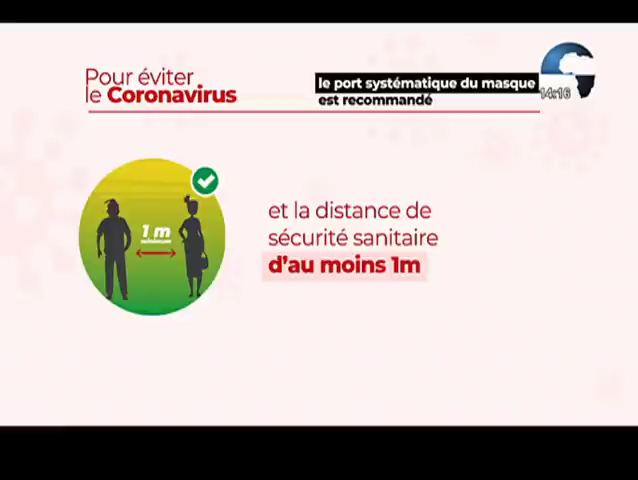 Pour éviter
le Coronavirus
le port systématique du masque
est recommandé
14:16
1 m
et la distance de
sécurité sanitaire
d'au moins 1m